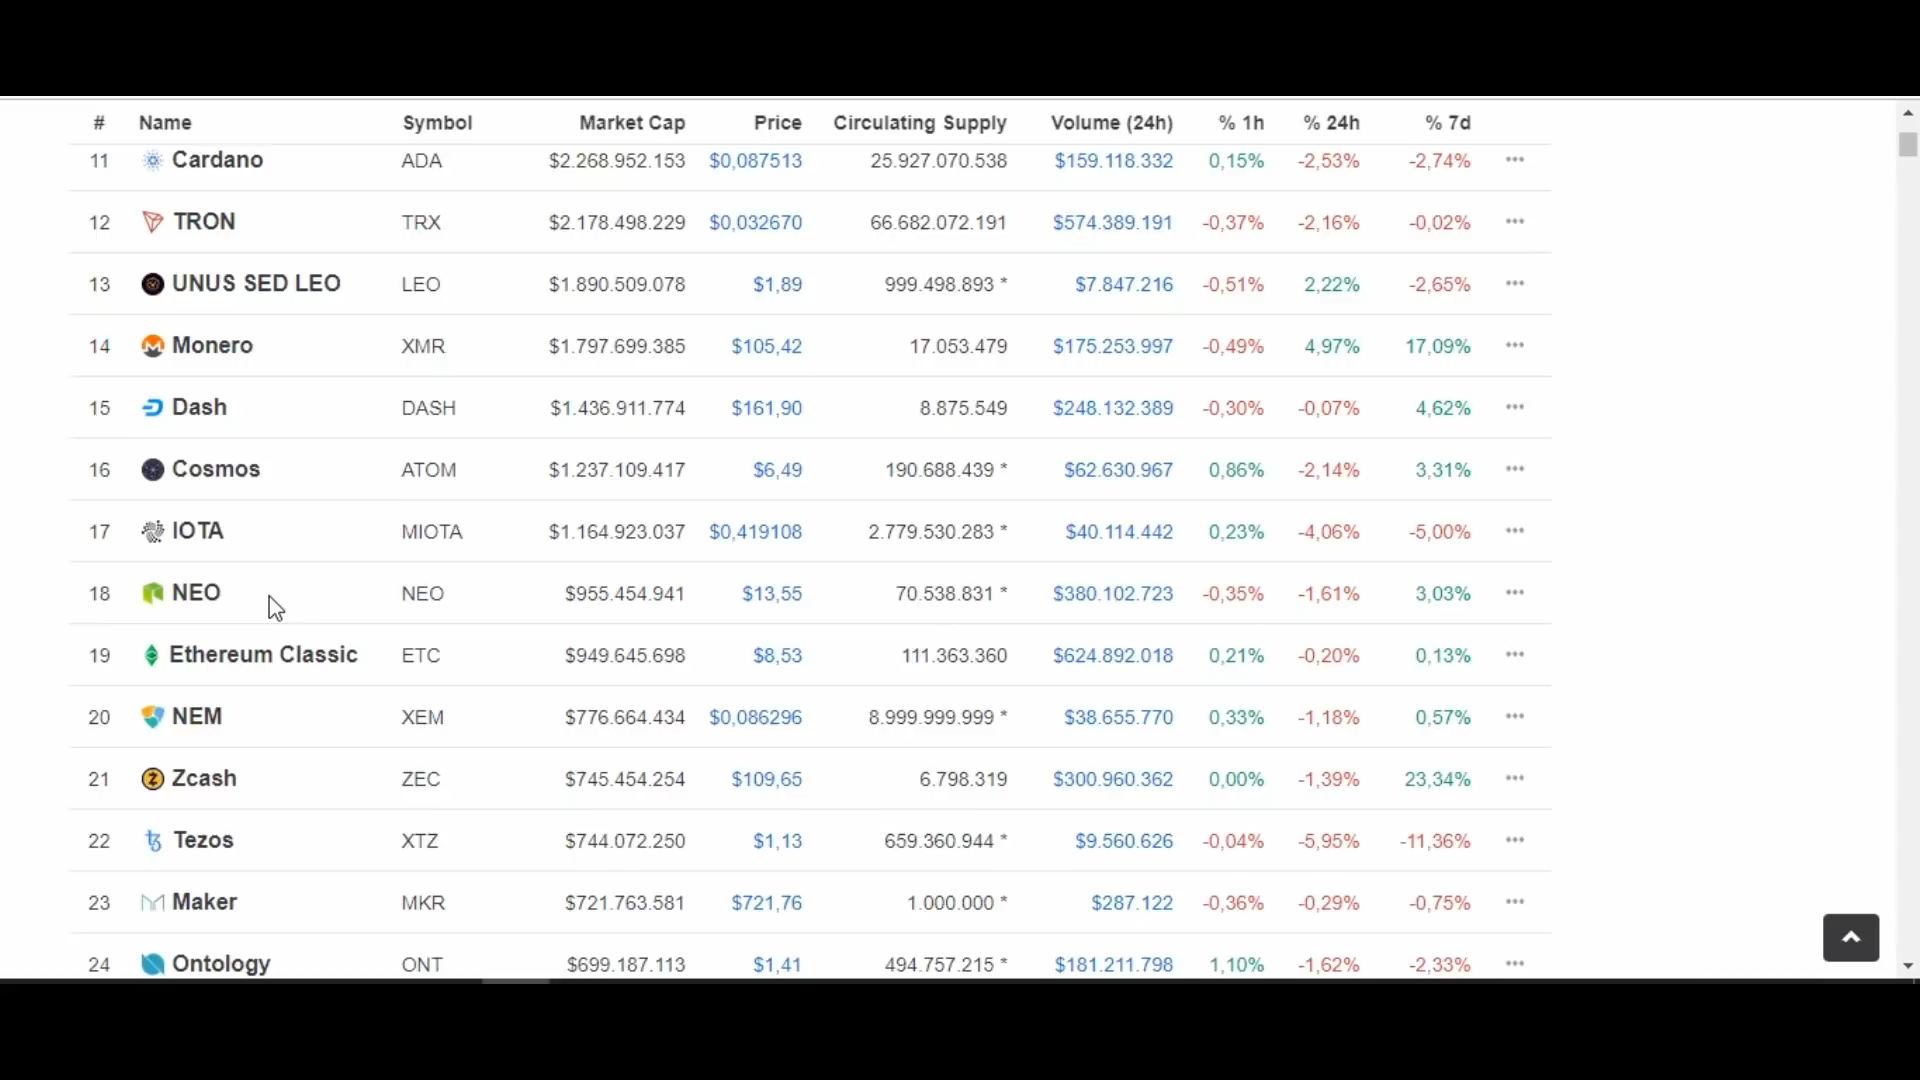 # Name Symbol Market Cap Price Circulating Supply Volume (24h) % 1h % 24h % 7d
11 Cardano ADA $2.268.952.153 $0,087513 25.927.070.538 $159.118.332 0,15% -2,53% -2,74%
12 TRON TRX $2.178.498.229 $0,032670 66.682.072.191 $574.389.191 -0,37% -2,16% -0,02%
13 UNUS SED LEO LEO $1.890.509.078 $1,89 999.498.893 * $7.847.216 -0,51% 2,22% -2,65%
14 Monero XMR $1.797.699.385 $105,42 17.053.479 $175.253.997 -0,49% 4,97% 17,09%
15 Dash DASH $1.436.911.774 $161,90 8.875.549 $248.132.389 -0,30% -0,07% 4,62%
16 Cosmos ATOM $1.237.109.417 $6,49 190.688.439 * $62.630.967 0,86% -2,14% 3,31%
17 IOTA MIOTA $1.164.923.037 $0,419108 2.779.530.283 * $40.114.442 0,23% -4,06% -5,00%
18 NEO NEO $955.454.941 $13,55 70.538.831 * $380.102.723 -0,35% -1,61% 3,03%
19 Ethereum Classic ETC $949.645.698 $8,53 111.363.360 $624.892.018 0,21% -0,20% 0,13%
20 NEM XEM $776.664.434 $0,086296 8.999.999.999 * $38.655.770 0,33% -1,18% 0,57%
21 Zcash ZEC $745.454.254 $109,65 6.798.319 $300.960.362 0,00% -1,39% 23,34%
22 Tezos XTZ $744.072.250 $1,13 659.360.944 * $9.560.626 -0,04% -5,95% -11,36%
23 Maker MKR $721.763.581 $721,76 1.000.000 * $287.122 -0,36% -0,29% -0,75%
24 Ontology ONT $699.187.113 $1,41 494.757.215 * $181.211.798 1,10% -1,62% -2,33%